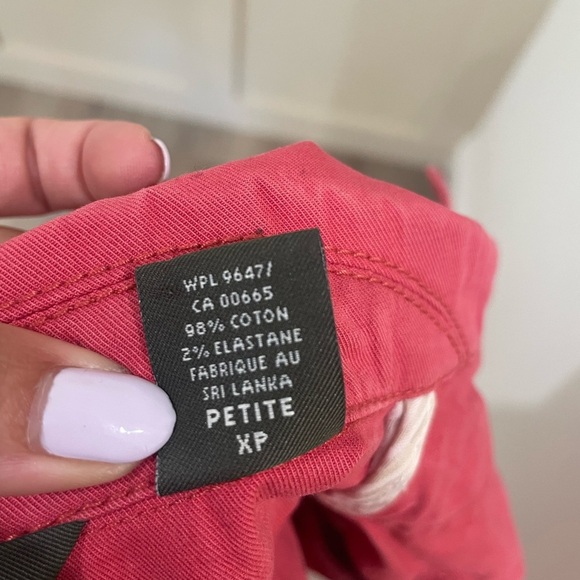 WPL 9647/
CA 00665
98% COTON
2% ELASTANE
FABRIQUE AU
SRI LANKA
PETITE
XP